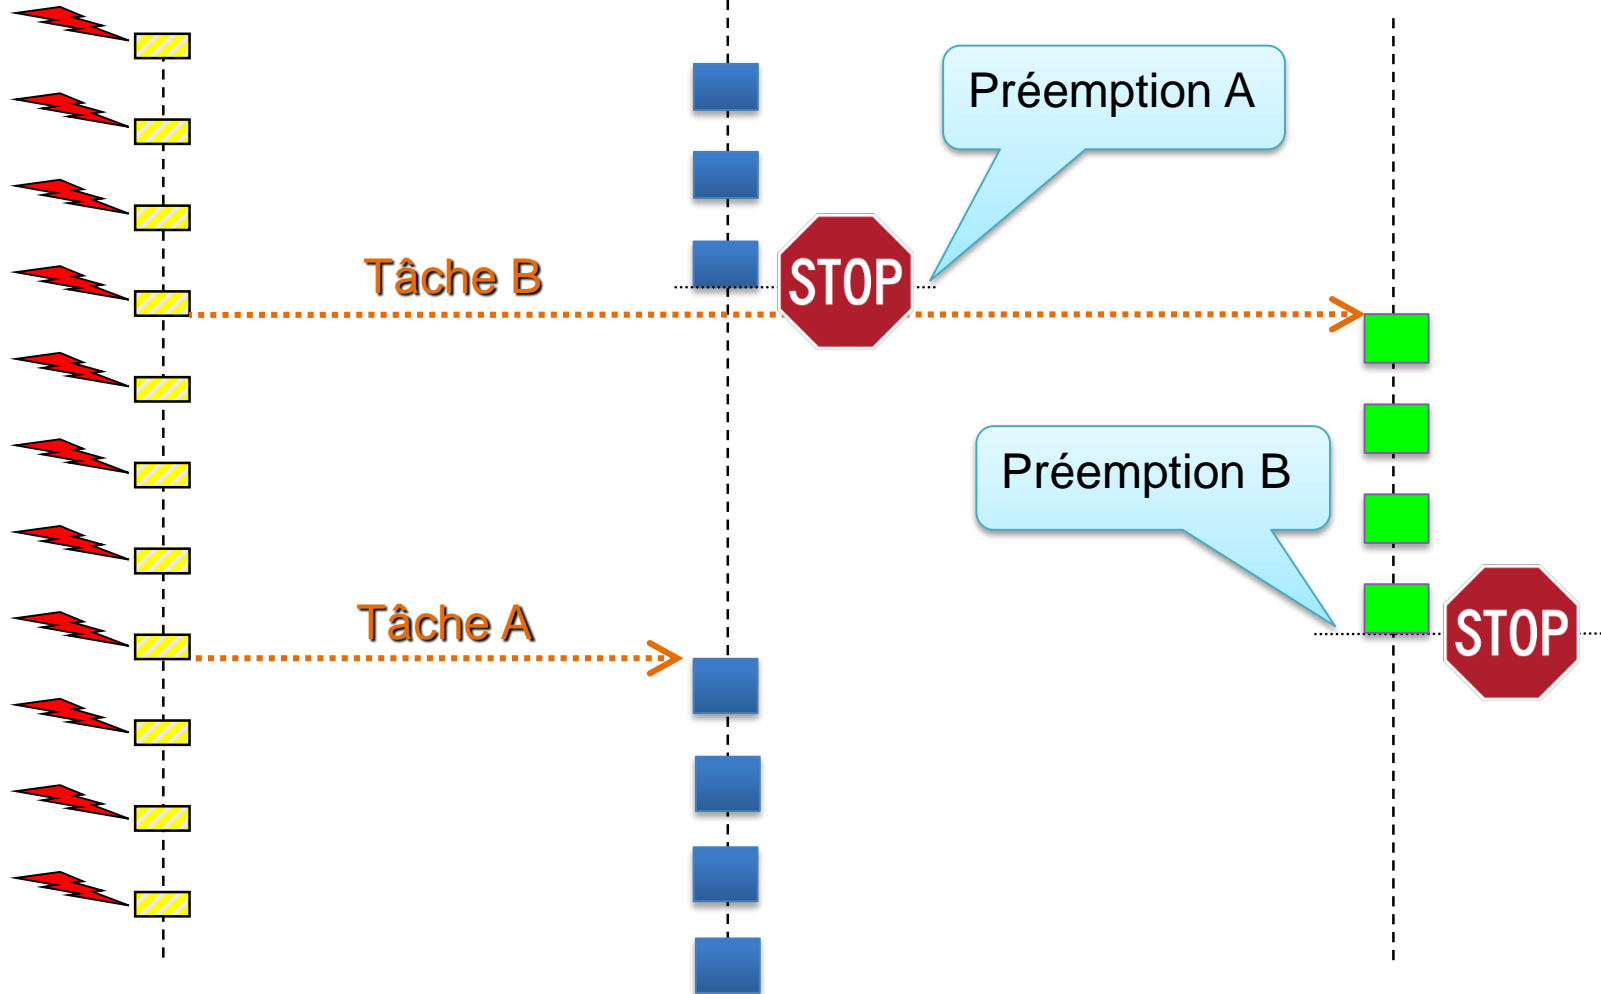 Préemption A
Tâche B
STOP
Préemption B
Tâche A
STOP